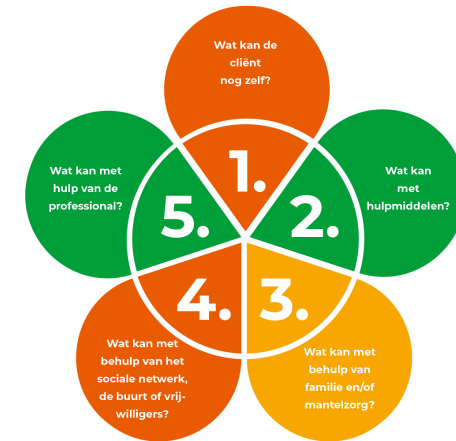 Wat kan de
cliënt
nog zelf?
1.
Wat kan
met
hulpmiddelen?
2.
Wat kan met
behulp van
familie en/of
mantelzorg?
3.
Wat kan met
behulp van het
sociale netwerk,
de buurt of vrij-
willigers?
4.
Wat kan met
hulp van de
professional?
5.